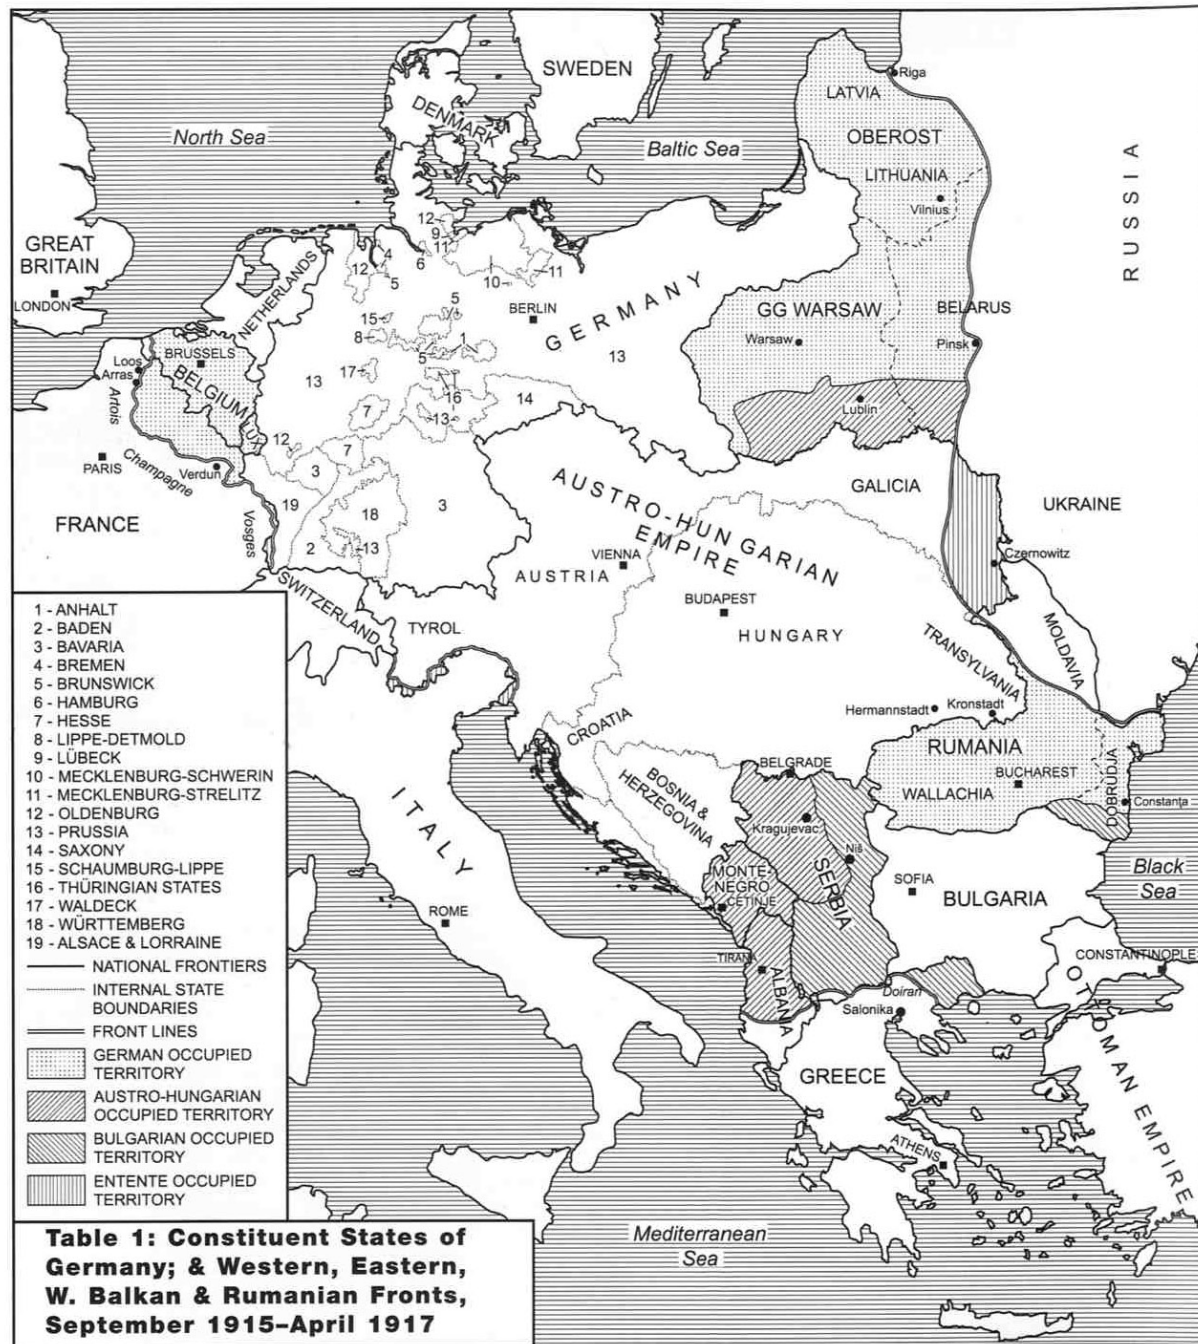 SWEDEN
DENMARK
North Sea
Baltic Sea
Riga
LATVIA
OBEROST
LITHUANIA
Vilnius
RUSSIA
GREAT
BRITAIN
LONDON
NETHERLANDS
12
9
11
12
4
5
6
10
11
5
15
8
5
1
BERLIN
GERMANY
13
GG WARSAW
Warsaw
BELARUS
Pinsk
Lublin
BRUSSELS
BELGIUM
LUX
Loos
Arras
Artois
13
17
16
14
7
13
12
7
3
PARIS
Champagne
Verdun
FRANCE
Vosges
19
18
3
2
13
AUSTRO-HUNGARIAN
EMPIRE
GALICIA
UKRAINE
Czernowitz
VIENNA
AUSTRIA
BUDAPEST
HUNGARY
SWITZERLAND
TYROL
TRANSYLVANIA
MOLDAVIA
Hermannstadt
Kronstadt
CROATIA
RUMANIA
BUCHAREST
WALLACHIA
DOBRUDJA
Constanța
BELGRADE
BOSNIA &
HERZEGOVINA
Kragujevac
Niš
SERBIA
MONTE-
NEGRO
CETINJE
SOFIA
BULGARIA
Black
Sea
ITALY
ROME
TIRANA
ALBANIA
Doiran
Salonika
CONSTANTINOPLE
OTTOMAN EMPIRE
GREECE
ATHENS
Mediterranean
Sea
1 - ANHALT
2 - BADEN
3 - BAVARIA
4 - BREMEN
5 - BRUNSWICK
6 - HAMBURG
7 - HESSE
8 - LIPPE-DETMOLD
9 - LÜBECK
10 - MECKLENBURG-SCHWERIN
11 - MECKLENBURG-STRELITZ
12 - OLDENBURG
13 - PRUSSIA
14 - SAXONY
15 - SCHAUMBURG-LIPPE
16 - THÜRINGIAN STATES
17 - WALDECK
18 - WÜRTTEMBERG
19 - ALSACE & LORRAINE
NATIONAL FRONTIERS
INTERNAL STATE
BOUNDARIES
FRONT LINES
GERMAN OCCUPIED
TERRITORY
AUSTRO-HUNGARIAN
OCCUPIED TERRITORY
BULGARIAN OCCUPIED
TERRITORY
ENTENTE OCCUPIED
TERRITORY
Table 1: Constituent States of
Germany; & Western, Eastern,
W. Balkan & Rumanian Fronts,
September 1915–April 1917